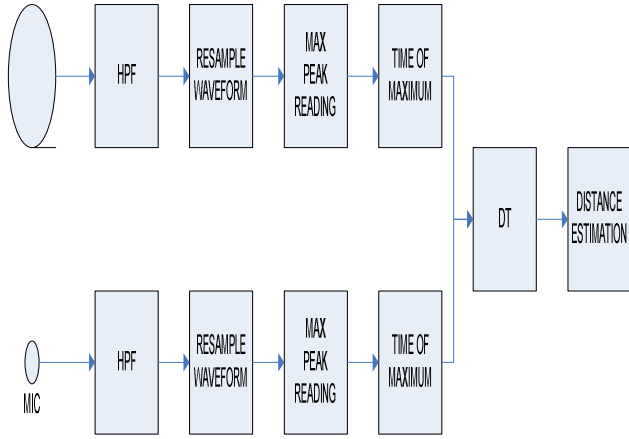 HPF
RESAMPLE
WAVEFORM
MAX
PEAK
READING
TIME OF
MAXIMUM
DT
DISTANCE
ESTIMATION
MIC
HPF
RESAMPLE
WAVEFORM
MAX
PEAK
READING
TIME OF
MAXIMUM